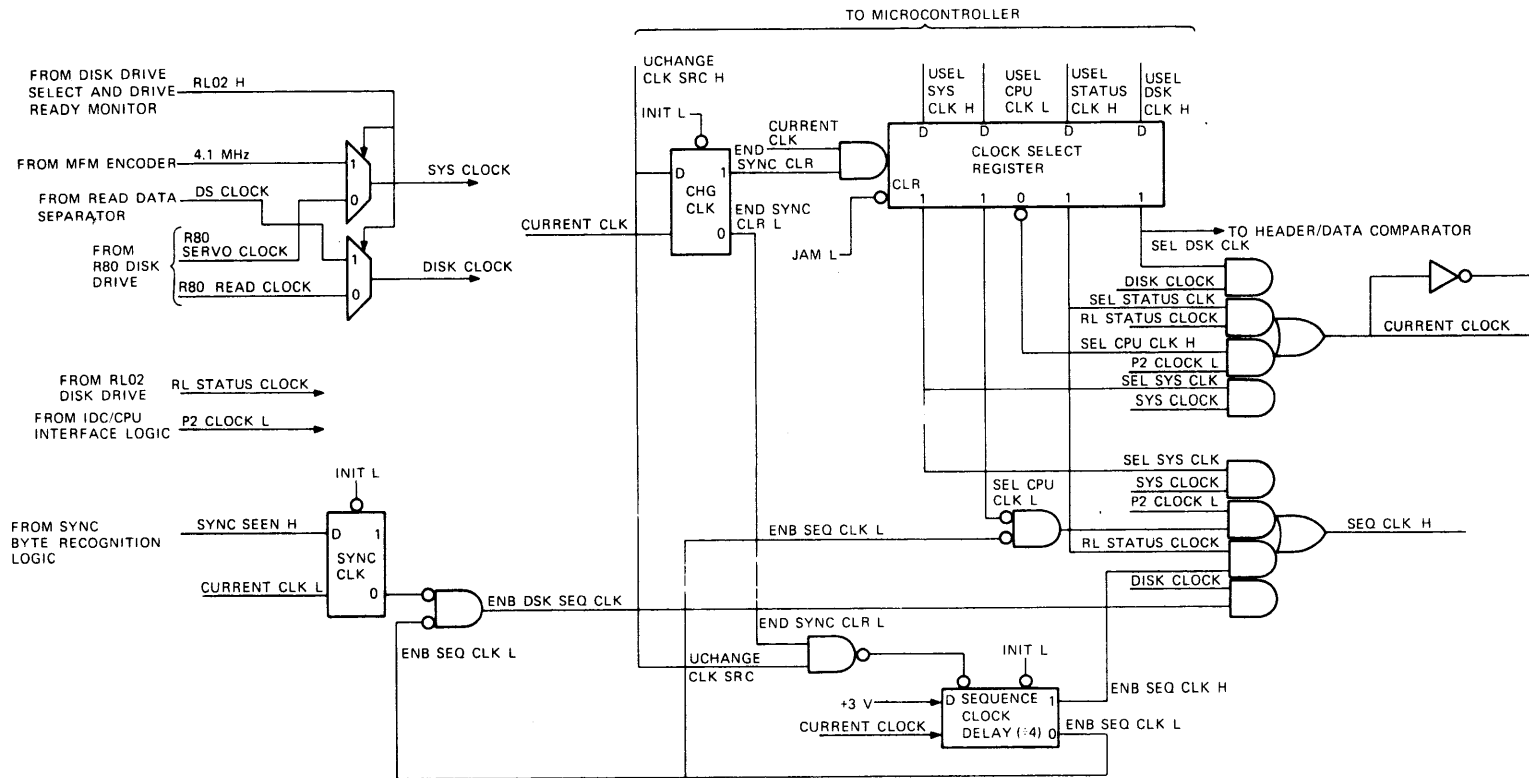 TO MICROCONTROLLER
FROM DISK DRIVE
SELECT AND DRIVE
READY MONITOR
RL02 H
FROM MFM ENCODER
4.1 MHz
FROM READ DATA
SEPARATOR
DS CLOCK
FROM
R80 DISK
DRIVE
R80
SERVO CLOCK
R80 READ CLOCK
1
0
SYS CLOCK
1
0
DISK CLOCK
FROM RL02
DISK DRIVE
RL STATUS CLOCK
FROM IDC/CPU
INTERFACE LOGIC
P2 CLOCK L
UCHANGE
CLK SRC H
INIT L
D
1
CHG
CLK
0
CURRENT CLK
CURRENT
CLK
END
SYNC CLR
END SYNC
CLR L
JAM L
USEL
SYS
CLK H
USEL
CPU
CLK L
USEL
STATUS
CLK H
USEL
DSK
CLK H
D
D
D
D
CLOCK SELECT
REGISTER
CLR
1
1
0
1
1
TO HEADER/DATA COMPARATOR
SEL DSK CLK
DISK CLOCK
SEL STATUS CLK
RL STATUS CLOCK
SEL CPU CLK H
P2 CLOCK L
SEL SYS CLK
SYS CLOCK
CURRENT CLOCK
SEL SYS CLK
SYS CLOCK
P2 CLOCK L
SEL CPU
CLK L
ENB SEQ CLK L
RL STATUS CLOCK
DISK CLOCK
SEQ CLK H
FROM SYNC
BYTE RECOGNITION
LOGIC
INIT L
SYNC SEEN H
D
1
SYNC
CLK
0
CURRENT CLK L
ENB DSK SEQ CLK
ENB SEQ CLK L
END SYNC CLR L
UCHANGE
CLK SRC
INIT L
+3 V
CURRENT CLOCK
D
SEQUENCE
CLOCK
DELAY (÷4)
1
0
ENB SEQ CLK H
ENB SEQ CLK L